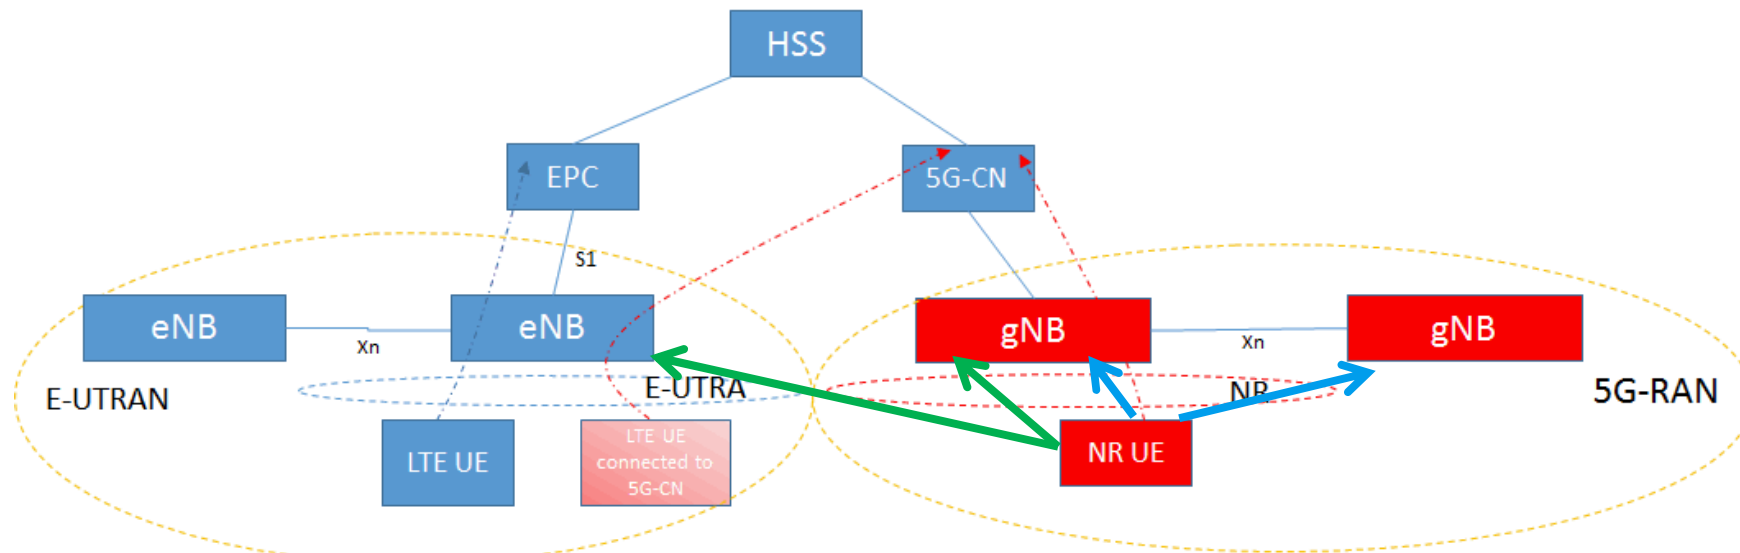 HSS
EPC
5G-CN
S1
eNB
eNB
gNB
gNB
Xn
Xn
E-UTRAN
E-UTRA
NR
5G-RAN
LTE UE
LTE UE
connected to
5G-CN
NR UE